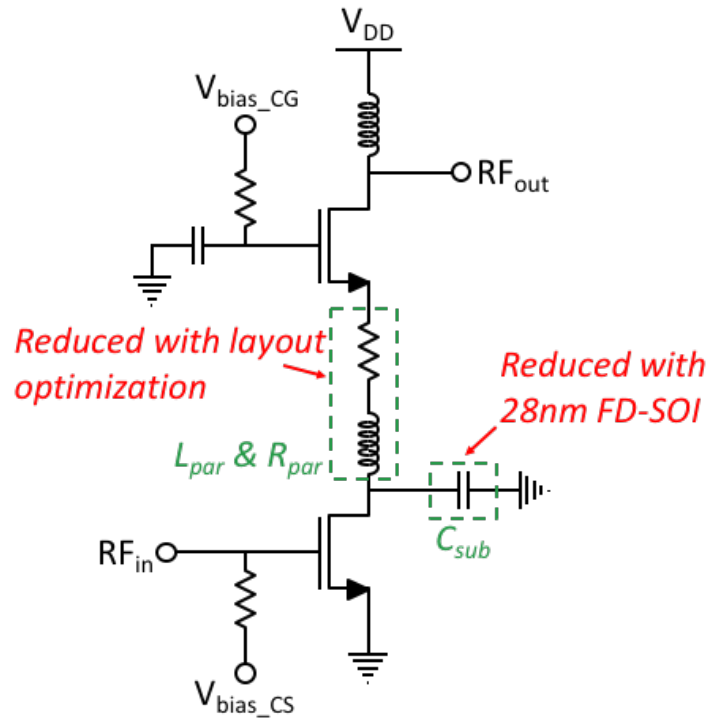 V_DD
V_bias_CG
RF_out
Reduced with layout
optimization
Reduced with
28nm FD-SOI
L_par & R_par
C_sub
RF_in
V_bias_CS